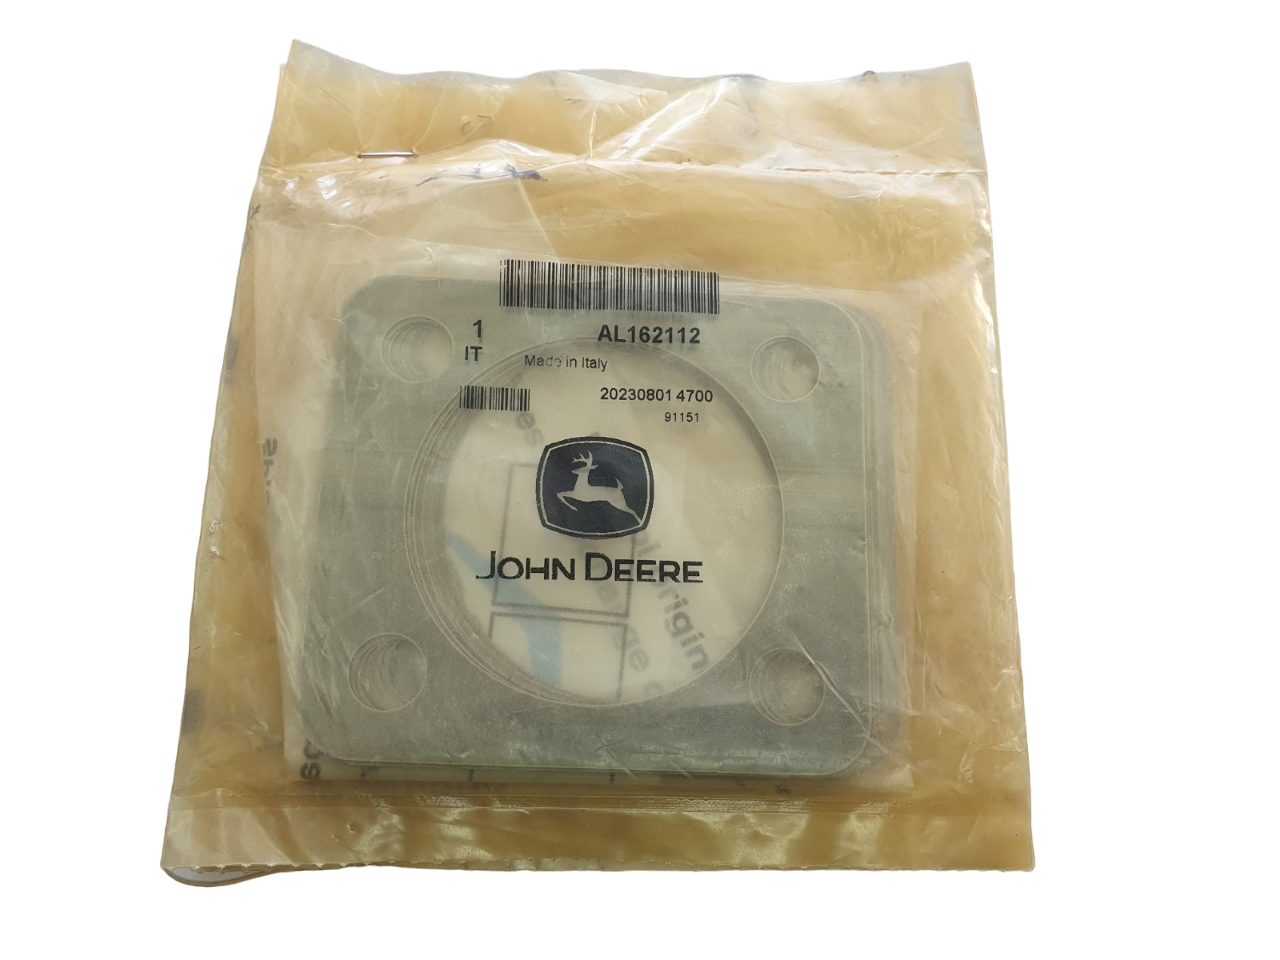 1
AL162112
IT
Made in Italy
20230801 4700
91151
JOHN DEERE